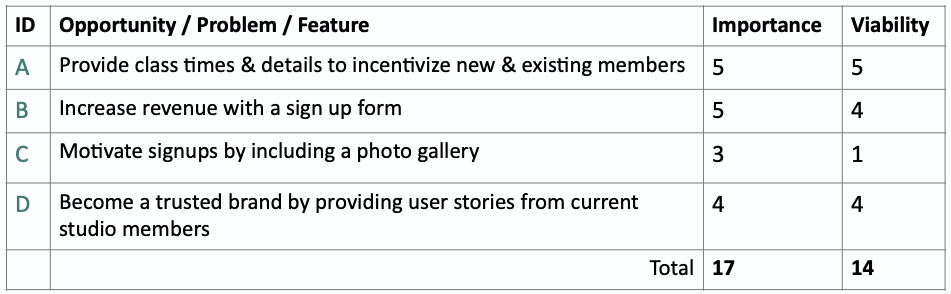 ID Opportunity / Problem / Feature Importance Viability
A Provide class times & details to incentivize new & existing members 5 5
B Increase revenue with a sign up form 5 4
C Motivate signups by including a photo gallery 3 1
D Become a trusted brand by providing user stories from current 4 4
studio members
Total 17 14